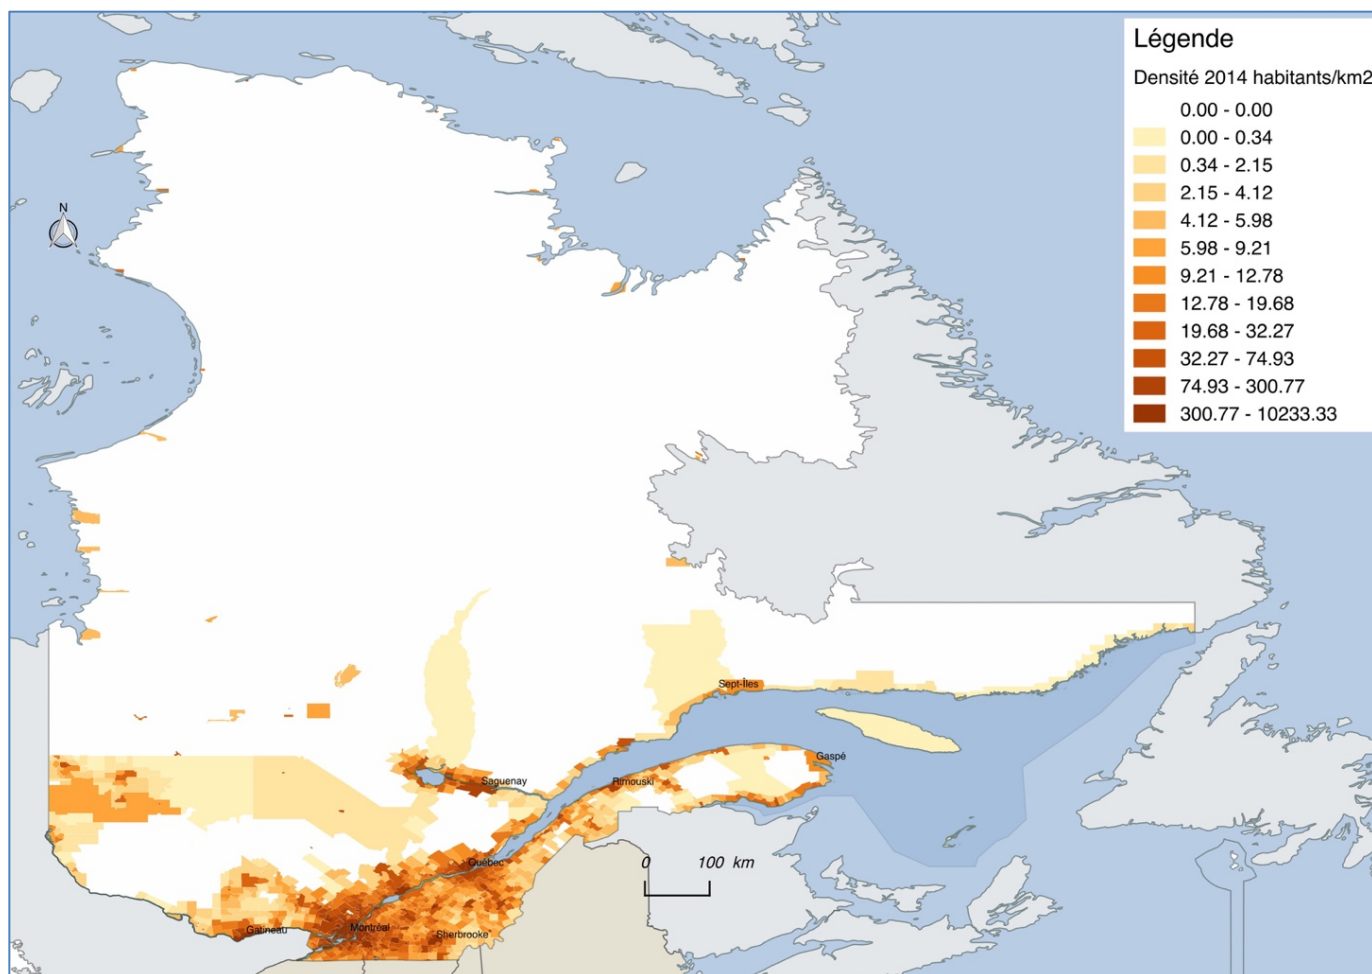 Légende
Densité 2014 habitants/km2
0.00 - 0.00
0.00 - 0.34
0.34 - 2.15
2.15 - 4.12
4.12 - 5.98
5.98 - 9.21
9.21 - 12.78
12.78 - 19.68
19.68 - 32.27
32.27 - 74.93
74.93 - 300.77
300.77 - 10233.33
N
Sept-Îles
Gaspé
Saguenay
Rimouski
Québec
0 100 km
Montréal
Gatineau
Sherbrooke